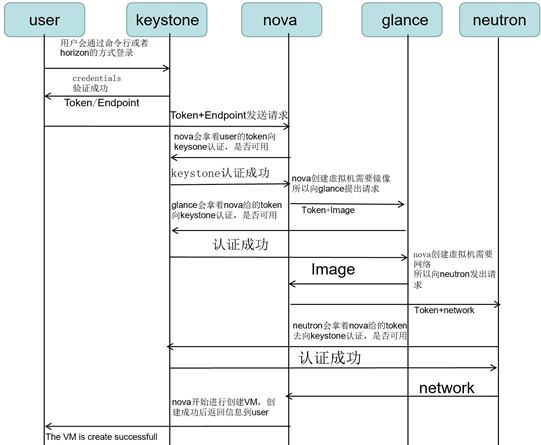 user keystone nova glance neutron
用户会通过命令行或者
horizon的方式登录
credentials
验证成功
Token/Endpoint
Token+Endpoint发送请求
nova会拿着user的token向
keysone认证，是否可用
keystone认证成功
nova创建虚拟机需要镜像
所以向glance提出请求
Token+Image
glance会拿着nova给的token
向keystone认证，是否可用
认证成功
nova创建虚拟机需要
网络
所以向neutron发出请
求
Image
Token+network
neutron会拿着nova给的token
去向keystone认证，是否可用
认证成功
network
nova开始进行创建VM，创
建成功后返回信息到user
The VM is create successfull